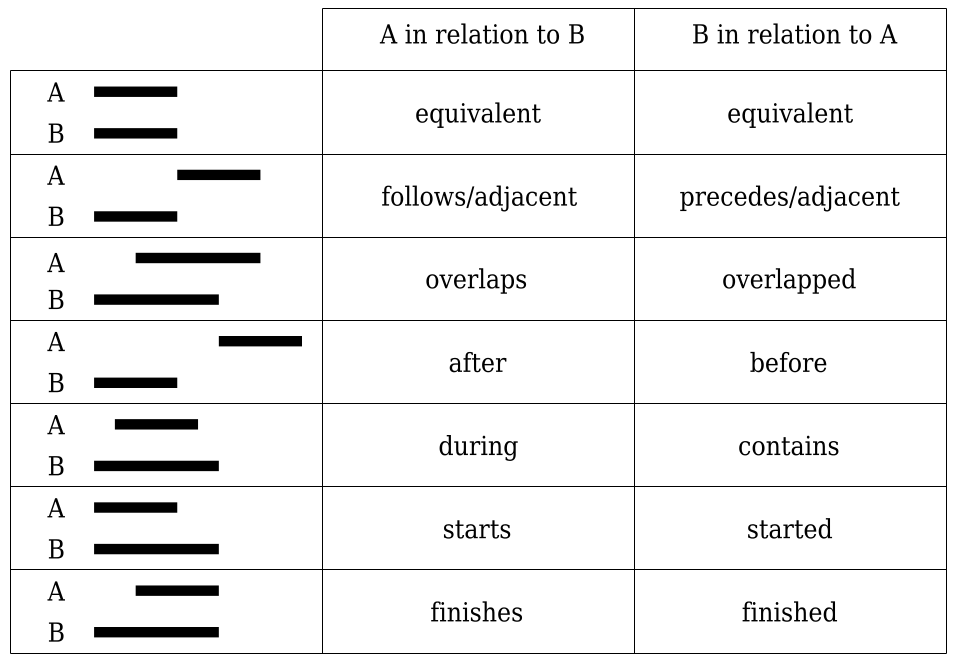 A in relation to B B in relation to A
A
B
equivalent equivalent
A
B
follows/adjacent precedes/adjacent
A
B
overlaps overlapped
A
B
after before
A
B
during contains
A
B
starts started
A
B
finishes finished